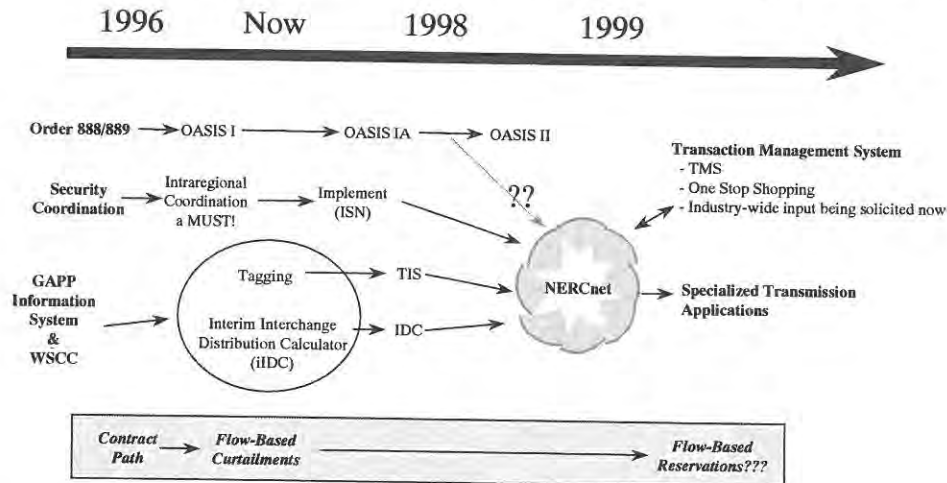 1996 Now 1998 1999
Order 888/889 OASIS I OASIS IA OASIS II
??
Transaction Management System
- TMS
- One Stop Shopping
- Industry-wide input being solicited now
Security
Coordination
Intraregional
Coordination
a MUST!
Implement
(ISN)
GAPP
Information
System
&
WSCC
Tagging
TIS
Interim Interchange
Distribution Calculator
(iIDC)
IDC
NERCnet
Specialized Transmission
Applications
Contract
Path
Flow-Based
Curtailments
Flow-Based
Reservations???